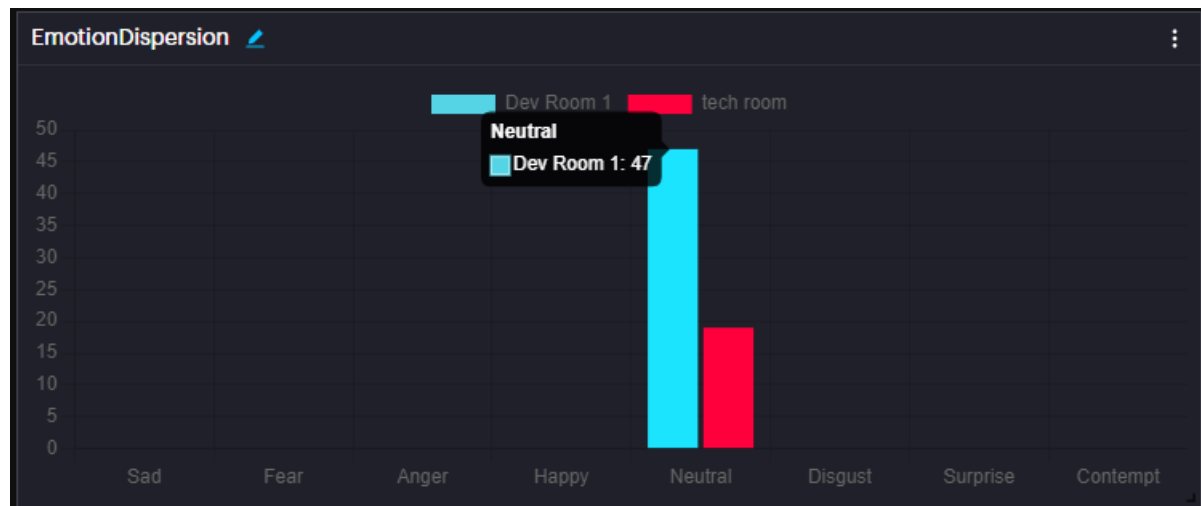 EmotionDispersion
Dev Room 1 tech room
Neutral
Dev Room 1: 47
50
45
40
35
30
25
20
15
10
5
0
Sad Fear Anger Happy Neutral Disgust Surprise Contempt